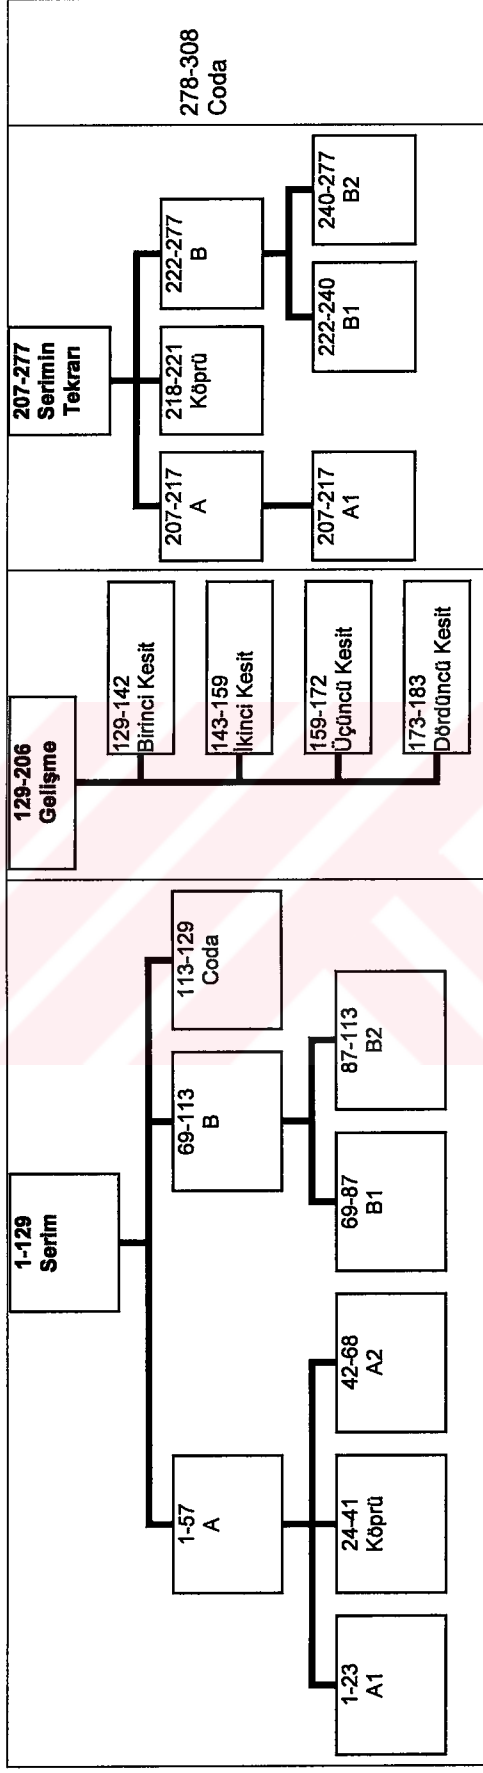 1-129
Serim
1-57
A
69-113
B
113-129
Coda
1-23
A1
24-41
Köprü
42-68
A2
69-87
B1
87-113
B2
129-206
Gelişme
129-142
Birinci Kesit
143-159
İkinci Kesit
159-172
Üçüncü Kesit
173-183
Dördüncü Kesit
207-277
Serimin
Tekrarı
207-217
A
218-221
Köprü
222-277
B
207-217
A1
222-240
B1
240-277
B2
278-308
Coda